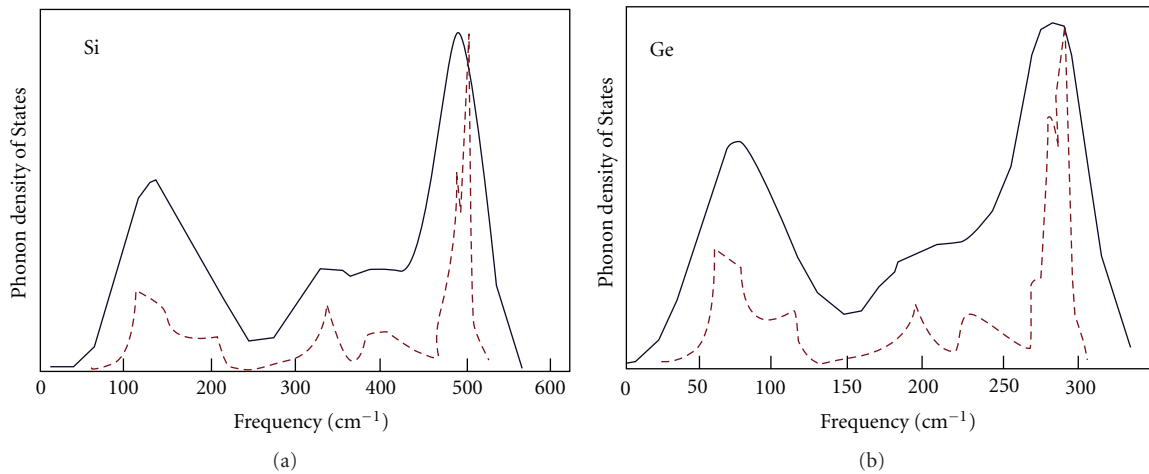 Si
Phonon density of States
0 100 200 300 400 500 600
Frequency (cm−1)
(a)
Ge
Phonon density of States
0 50 100 150 200 250 300
Frequency (cm−1)
(b)